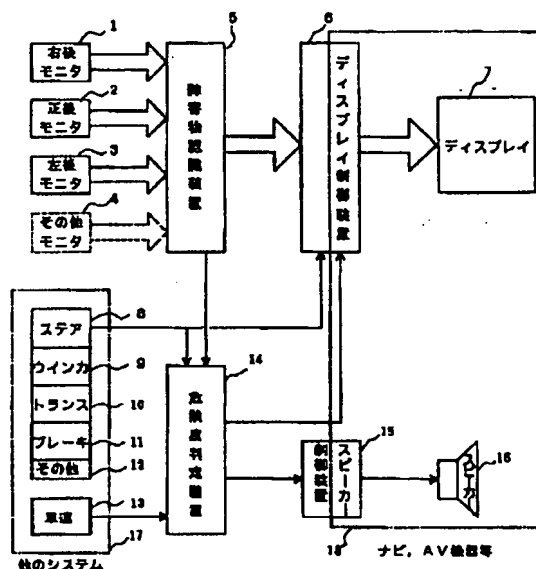 1
右後
モニタ
2
正後
モニタ
3
左後
モニタ
4
その他
モニタ
5
障害物認識装置
6
ディスプレイ制御装置
7
ディスプレイ
8
ステア
ウインカ
9
トランス
10
ブレーキ
11
その他
12
車速
13
17
他のシステム
14
危険度判定装置
15
スピーカー
制御装置
スピーカ
16
18
ナビ,AV機器等